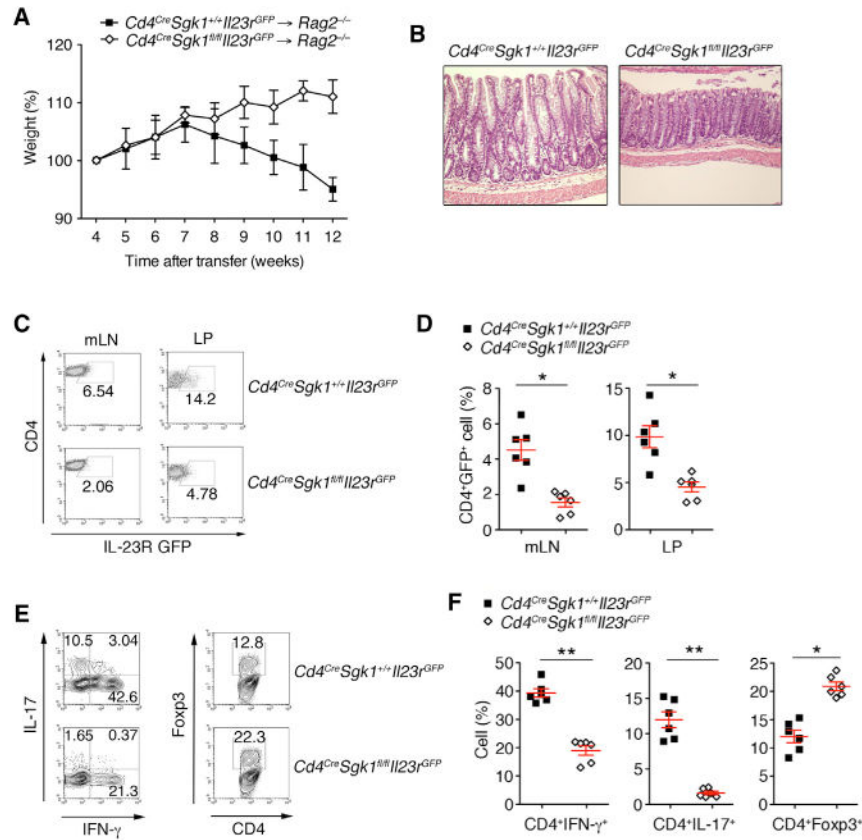 A
Cd4CreSgk1+/+Il23rGFP → Rag2−/−
Cd4CreSgk1fl/flIl23rGFP → Rag2−/−
Weight (%)
120
110
100
90
4 5 6 7 8 9 10 11 12
Time after transfer (weeks)
B
Cd4CreSgk1+/+Il23rGFP
Cd4CreSgk1fl/flIl23rGFP
C
mLN LP
6.54 14.2
Cd4CreSgk1+/+Il23rGFP
2.06 4.78
Cd4CreSgk1fl/flIl23rGFP
CD4
IL-23R GFP
D
Cd4CreSgk1+/+Il23rGFP
Cd4CreSgk1fl/flIl23rGFP
CD4+GFP+ cell (%)
8
6
4
2
0
*
mLN
15
10
5
0
*
LP
E
IL-17
10.5 3.04
42.6
1.65 0.37
21.3
IFN-γ
Foxp3
12.8
22.3
CD4
Cd4CreSgk1+/+Il23rGFP
Cd4CreSgk1fl/flIl23rGFP
F
Cd4CreSgk1+/+Il23rGFP
Cd4CreSgk1fl/flIl23rGFP
Cell (%)
50
40
30
20
10
0
**
CD4+IFN-γ+
20
15
10
5
0
**
CD4+IL-17+
25
20
15
10
5
0
*
CD4+Foxp3+